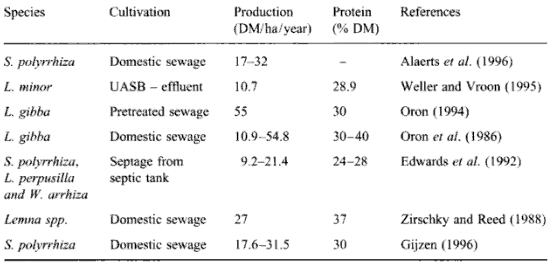 Species Cultivation Production Protein References
(DM/ha/year) (% DM)
S. polyrrhiza Domestic sewage 17–32 – Alaerts et al. (1996)
L. minor UASB – effluent 10.7 28.9 Weller and Vroon (1995)
L. gibba Pretreated sewage 55 30 Oron (1994)
L. gibba Domestic sewage 10.9–54.8 30–40 Oron et al. (1986)
S. polyrrhiza, Septage from 9.2–21.4 24–28 Edwards et al. (1992)
L. perpusilla septic tank
and W. arrhiza
Lemna spp. Domestic sewage 27 37 Zirschky and Reed (1988)
S. polyrrhiza Domestic sewage 17.6–31.5 30 Gijzen (1996)